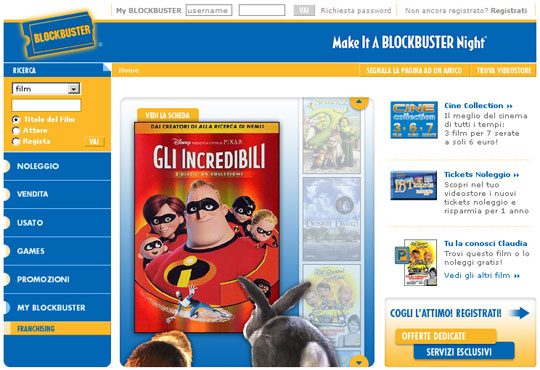 My BLOCKBUSTER username VAI Richiesta password Non ancora registrato? Registrati
BLOCKBUSTER
Make It A BLOCKBUSTER Night
RICERCA
Home
SEGNALA LA PAGINA AD UN AMICO
TROVA VIDEOSTORE
film
Titolo del Film
Attore
Regista
VAI
NOLEGGIO
VENDITA
USATO
GAMES
PROMOZIONI
MY BLOCKBUSTER
FRANCHISING
VEDI LA SCHEDA
DAI CREATORI DI ALLA RICERCA DI NEMO
Disney PIXAR
GLI INCREDIBILI
2 DISCHI DA COLLEZIONE
DONNIE DARKO
CINE
collection
3•6•7
Cine Collection ››
Il meglio del cinema
di tutti i tempi:
3 film per 7 serate
a soli 6 euro!
Tickets Noleggio ››
Scopri nel tuo
videostore i nuovi
tickets noleggio e
risparmia per 1 anno
Tu la conosci Claudia
Trovi questo film o lo
noleggi gratis!
Vedi gli altri film ››
COGLI L'ATTIMO! REGISTRATI!
OFFERTE DEDICATE
SERVIZI ESCLUSIVI